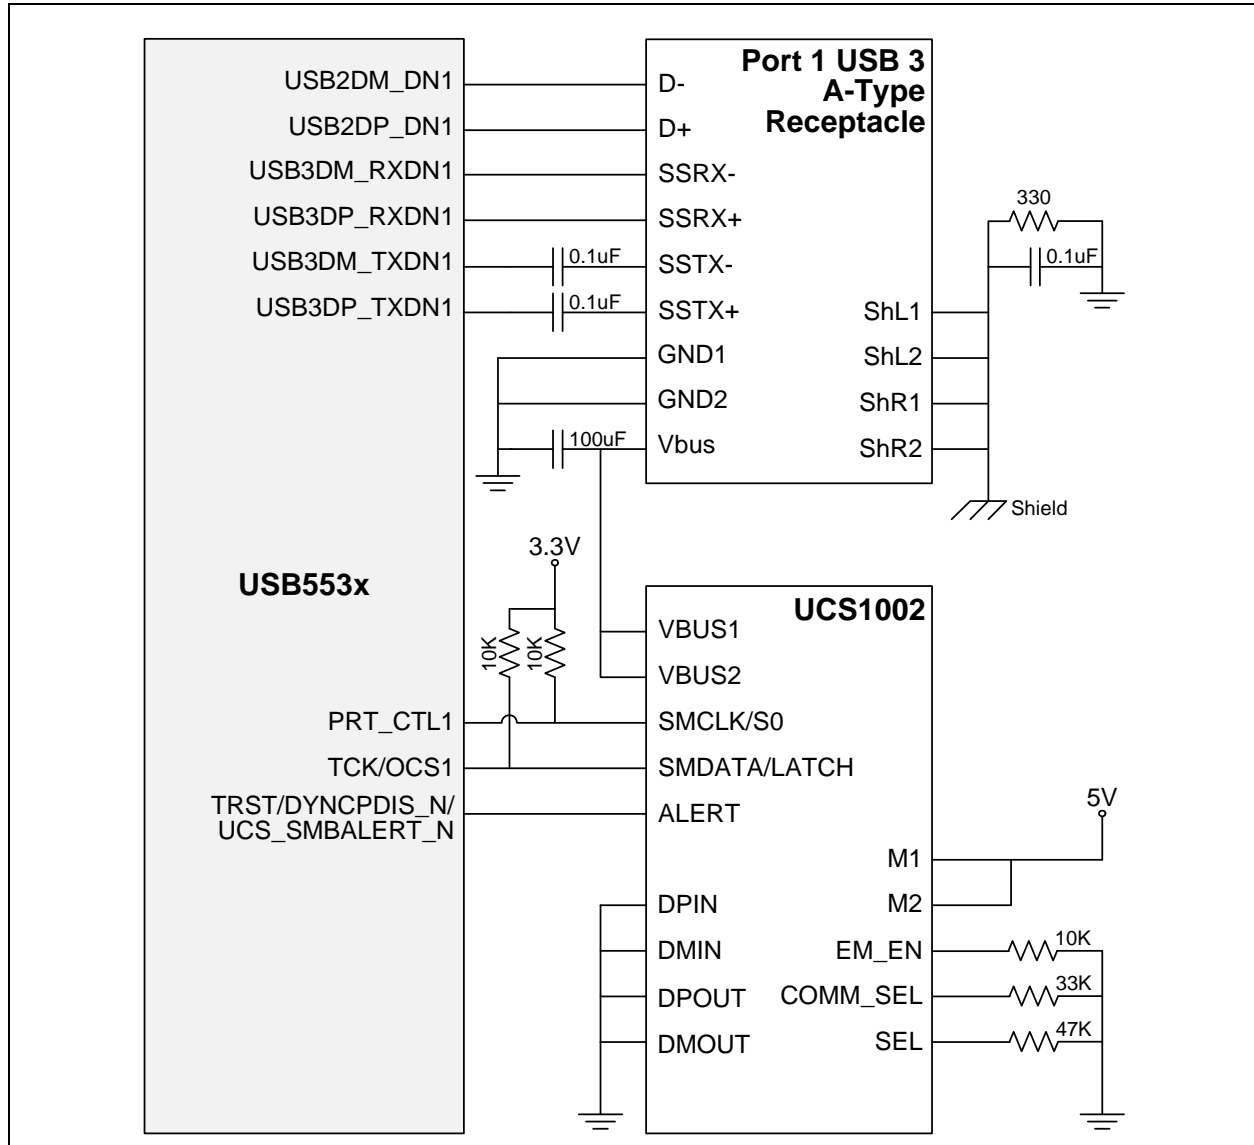 USB553x
USB2DM_DN1
USB2DP_DN1
USB3DM_RXDN1
USB3DP_RXDN1
USB3DM_TXDN1
USB3DP_TXDN1
PRT_CTL1
TCK/OCS1
TRST/DYNCPDIS_N/
UCS_SMBALERT_N
0.1uF
0.1uF
100uF
3.3V
10K
10K
Port 1 USB 3
A-Type
Receptacle
D-
D+
SSRX-
SSRX+
SSTX-
SSTX+
GND1
GND2
Vbus
ShL1
ShL2
ShR1
ShR2
330
0.1uF
Shield
UCS1002
VBUS1
VBUS2
SMCLK/S0
SMDATA/LATCH
ALERT
DPIN
DMIN
DPOUT
DMOUT
M1
M2
EM_EN
COMM_SEL
SEL
5V
10K
33K
47K